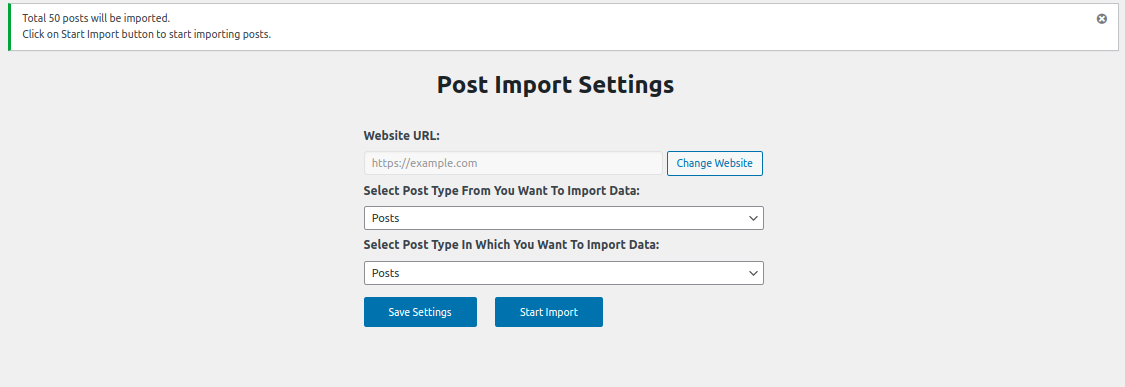 Total 50 posts will be imported.
Click on Start Import button to start importing posts.
Post Import Settings
Website URL:
https://example.com
Change Website
Select Post Type From You Want To Import Data:
Posts
Select Post Type In Which You Want To Import Data:
Posts
Save Settings
Start Import